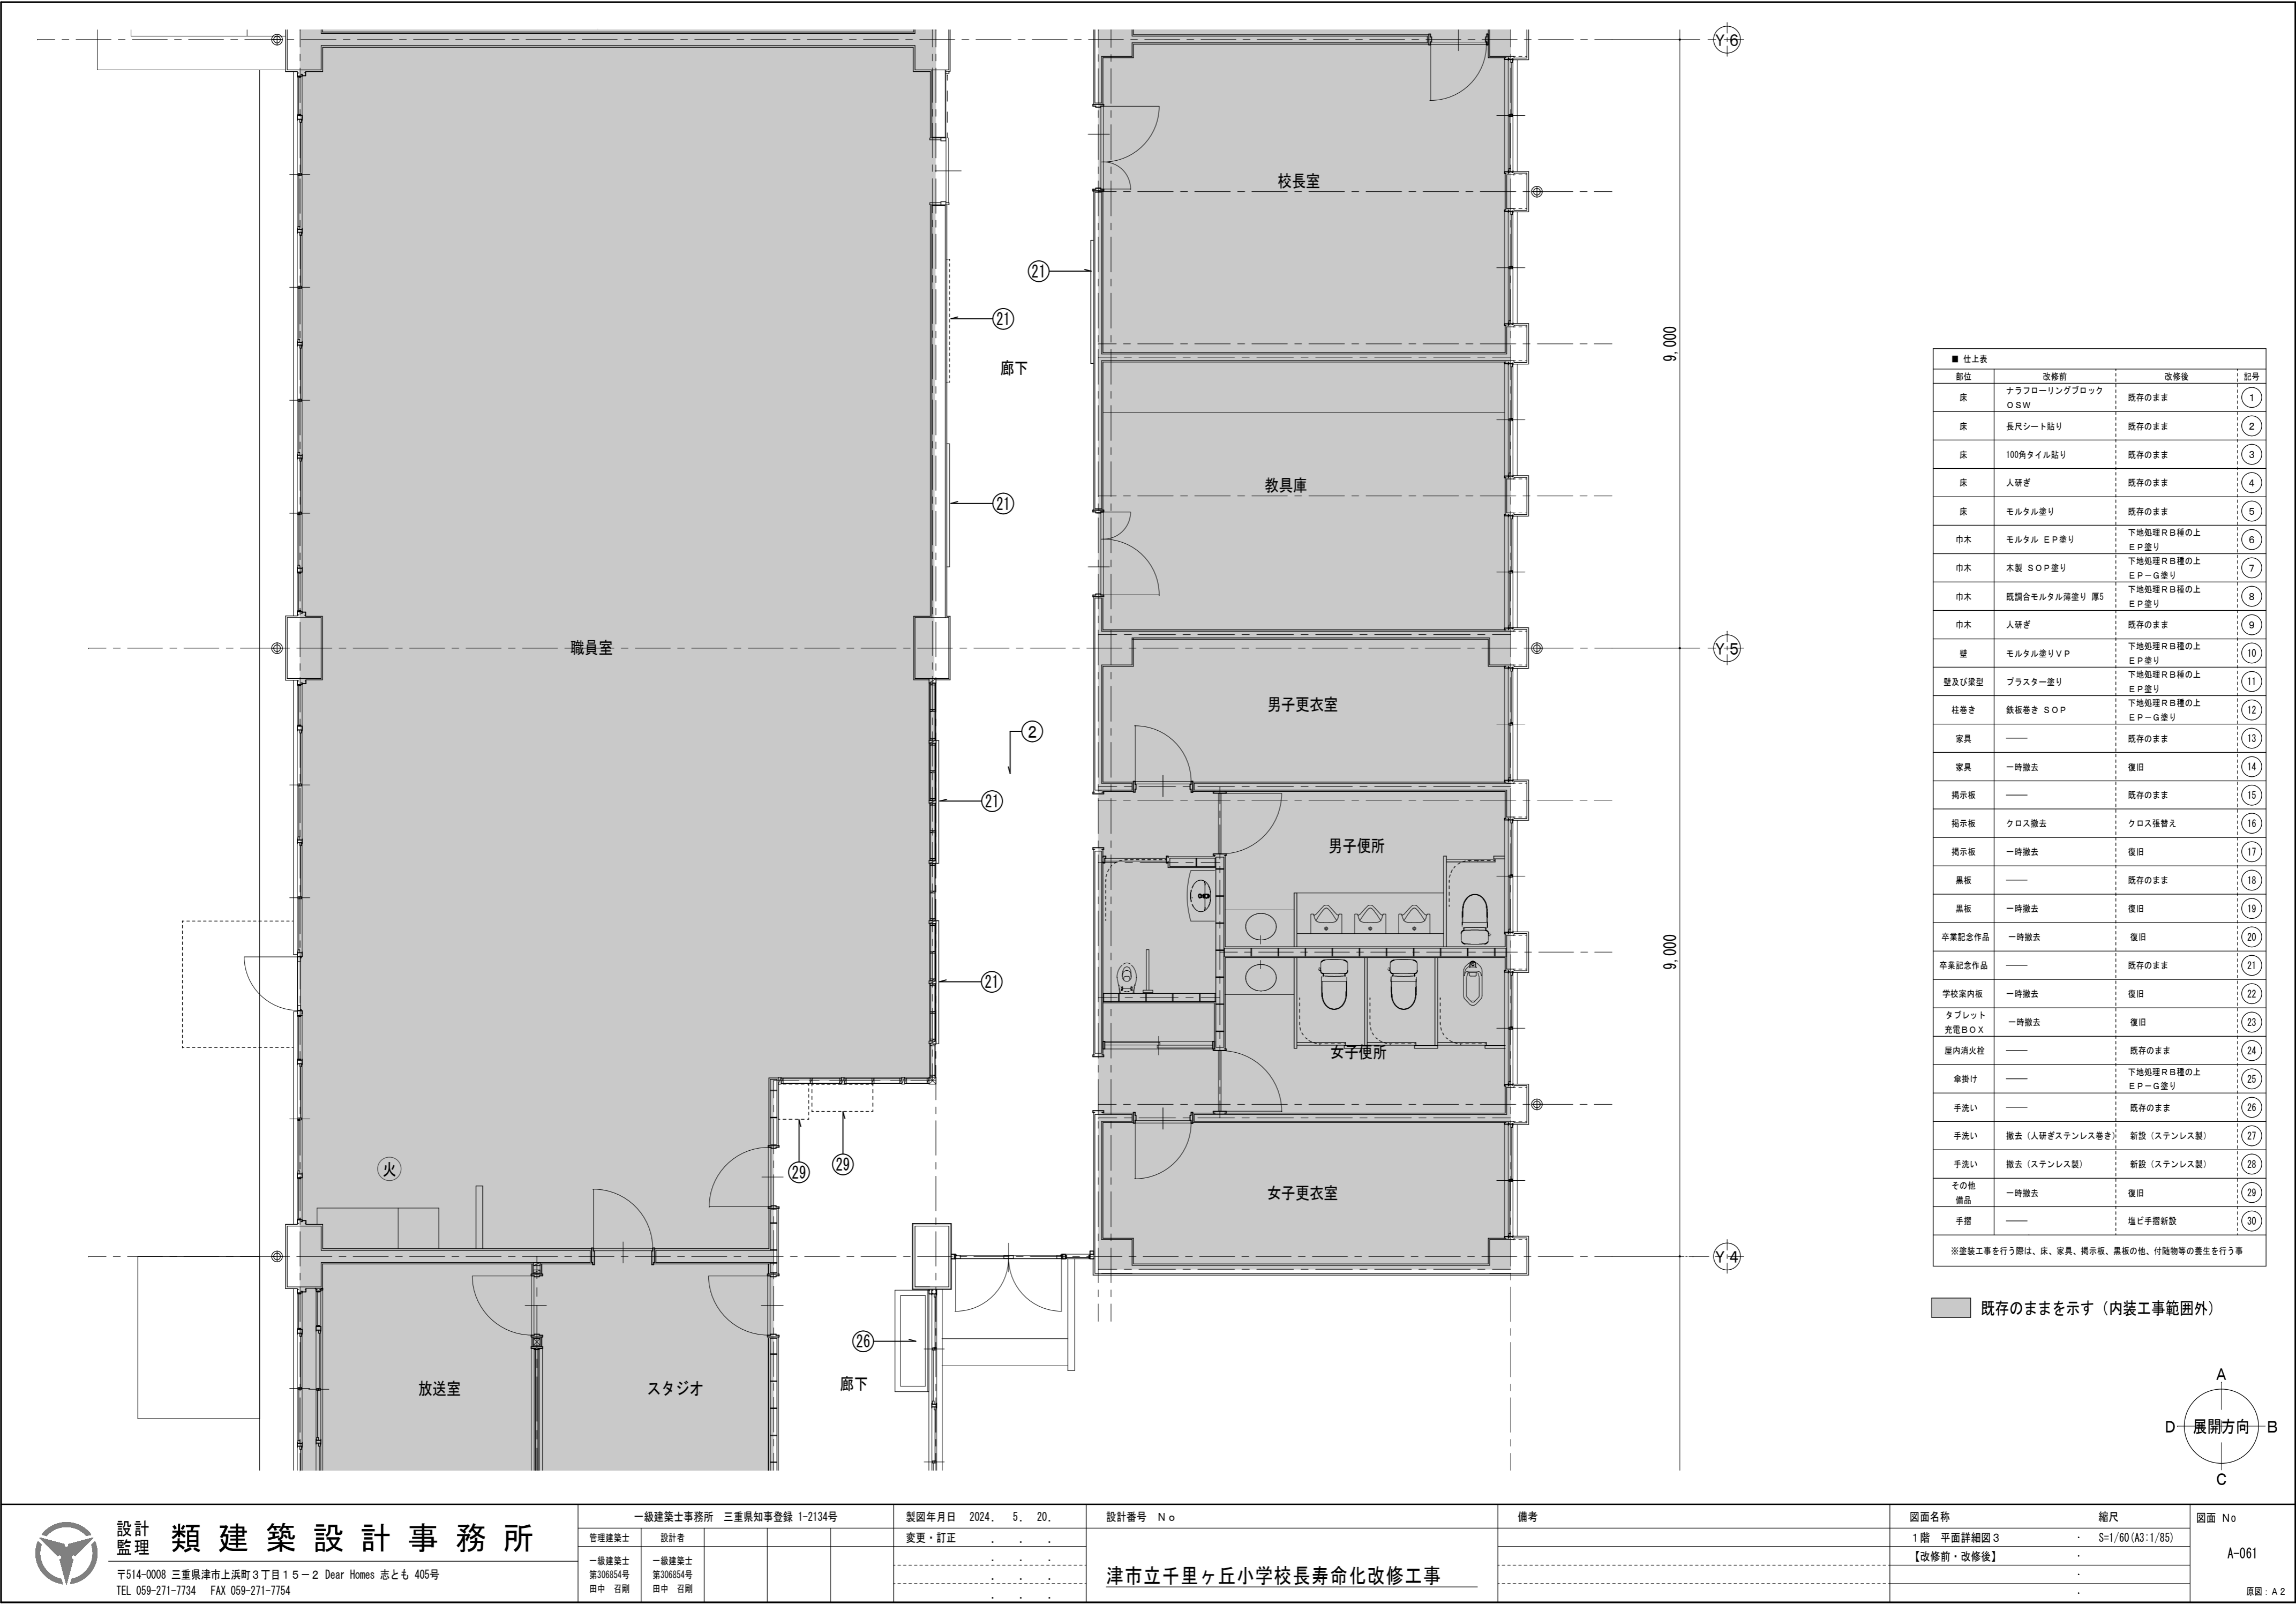 Y6
校長室
21
21
廊下
9,000
教具庫
21
職員室
Y5
男子更衣室
2
21
男子便所
9,000
21
女子便所
火
29
29
女子更衣室
Y4
26
放送室
スタジオ
廊下
■ 仕上表
部位 改修前 改修後 記号
床 ナラフローリングブロック OSW 既存のまま 1
床 長尺シート貼り 既存のまま 2
床 100角タイル貼り 既存のまま 3
床 人研ぎ 既存のまま 4
床 モルタル塗り 既存のまま 5
巾木 モルタル EP塗り 下地処理RB種の上 EP塗り 6
巾木 木製 SOP塗り 下地処理RB種の上 EP-G塗り 7
巾木 既調合モルタル薄塗り 厚5 下地処理RB種の上 EP塗り 8
巾木 人研ぎ 既存のまま 9
壁 モルタル塗りVP 下地処理RB種の上 EP塗り 10
壁及び梁型 プラスター塗り 下地処理RB種の上 EP塗り 11
柱巻き 鉄板巻き SOP 下地処理RB種の上 EP-G塗り 12
家具 ―― 既存のまま 13
家具 一時撤去 復旧 14
掲示板 ―― 既存のまま 15
掲示板 クロス撤去 クロス張替え 16
掲示板 一時撤去 復旧 17
黒板 ―― 既存のまま 18
黒板 一時撤去 復旧 19
卒業記念作品 一時撤去 復旧 20
卒業記念作品 ―― 既存のまま 21
学校案内板 一時撤去 復旧 22
タブレット充電BOX 一時撤去 復旧 23
屋内消火栓 ―― 既存のまま 24
傘掛け ―― 下地処理RB種の上 EP-G塗り 25
手洗い ―― 既存のまま 26
手洗い 撤去（人研ぎステンレス巻き） 新設（ステンレス製） 27
手洗い 撤去（ステンレス製） 新設（ステンレス製） 28
その他備品 一時撤去 復旧 29
手摺 ―― 塩ビ手摺新設 30
※塗装工事を行う際は、床、家具、掲示板、黒板の他、付随物等の養生を行う事
既存のままを示す（内装工事範囲外）
A
D 展開方向 B
C
設計監理 類建築設計事務所
〒514-0008 三重県津市上浜町３丁目１５－２ Dear Homes 志とも 405号
TEL 059-271-7734 FAX 059-271-7754
一級建築士事務所 三重県知事登録 1-2134号
管理建築士 設計者
一級建築士 一級建築士
第306854号 第306854号
田中 召剛 田中 召剛
製図年月日 2024. 5. 20.
変更・訂正 . . .
設計番号 No
津市立千里ヶ丘小学校長寿命化改修工事
備考
図面名称 縮尺
１階 平面詳細図３ ・ S=1/60(A3:1/85)
【改修前・改修後】
図面 No
A-061
原図：A2